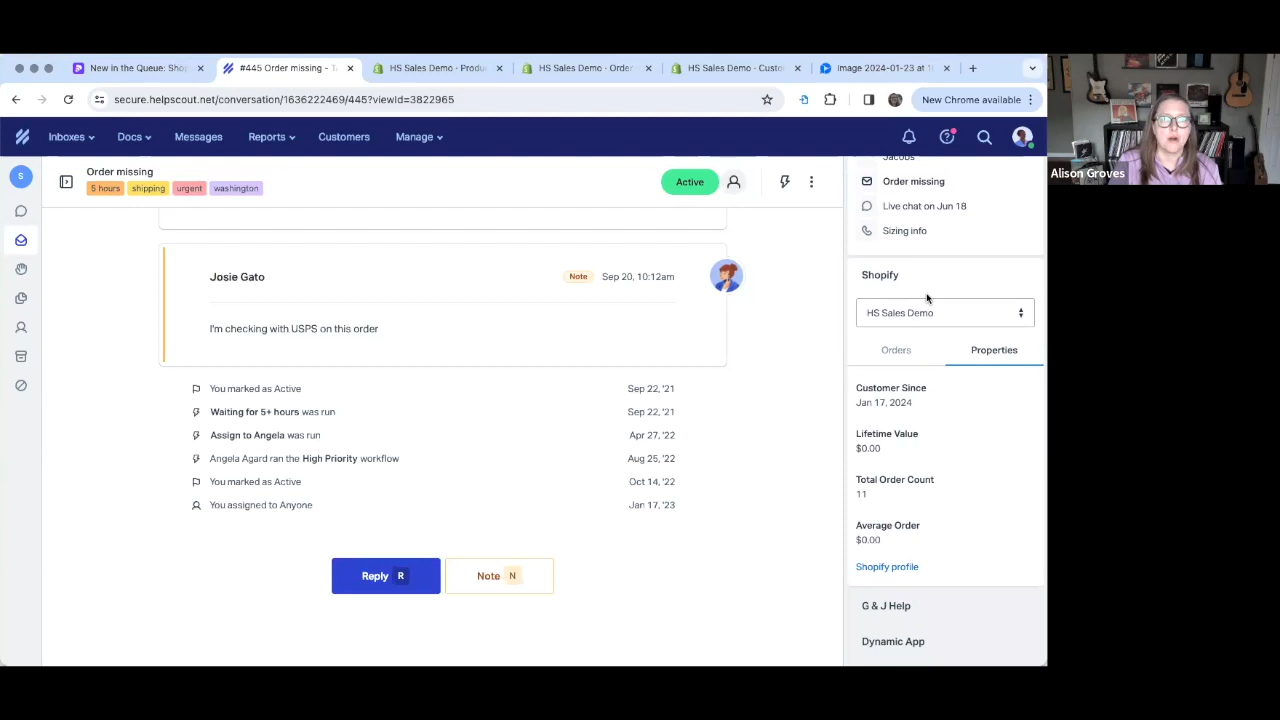 New in the Queue: Shop
#445 Order missing - T
HS Sales Demo - Produ
HS Sales Demo · Order
HS Sales Demo · Custo
Image 2024-01-23 at 1
secure.helpscout.net/conversation/1636222469/445?viewId=3822965
New Chrome available
Inboxes
Docs
Messages
Reports
Customers
Manage
S
Order missing
5 hours
shipping
urgent
washington
Active
Josie Gato
Note
Sep 20, 10:12am
I'm checking with USPS on this order
You marked as Active
Sep 22, '21
Waiting for 5+ hours was run
Sep 22, '21
Assign to Angela was run
Apr 27, '22
Angela Agard ran the High Priority workflow
Aug 25, '22
You marked as Active
Oct 14, '22
You assigned to Anyone
Jan 17, '23
Reply R
Note N
Jacobs
Order missing
Live chat on Jun 18
Sizing info
Shopify
HS Sales Demo
Orders
Properties
Customer Since
Jan 17, 2024
Lifetime Value
$0.00
Total Order Count
11
Average Order
$0.00
Shopify profile
G & J Help
Dynamic App
Alison Groves